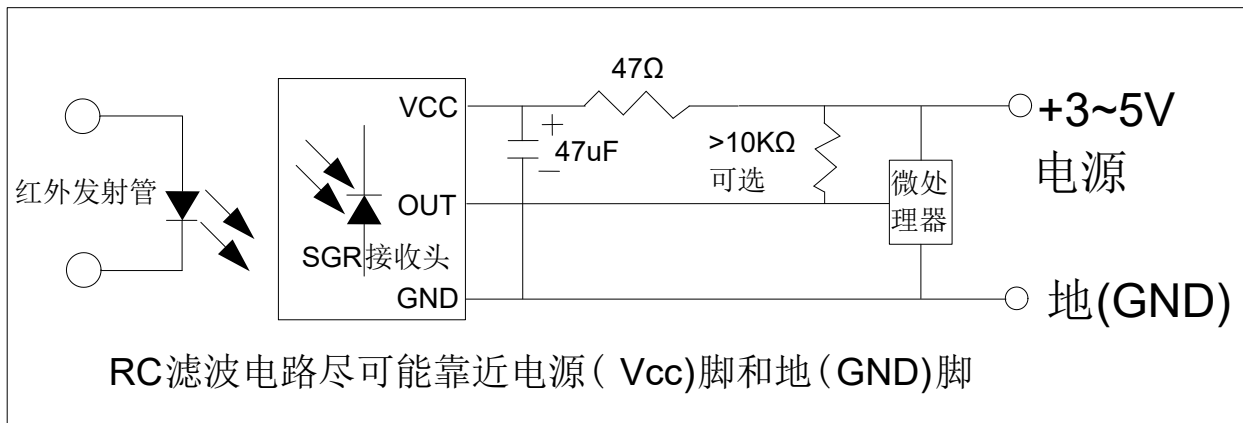 47Ω
VCC
+
47uF
−
>10KΩ
可选
+3~5V
电源
红外发射管
OUT
微处
理器
SGR接收头
GND
地(GND)
RC滤波电路尽可能靠近电源( Vcc)脚和地(GND)脚